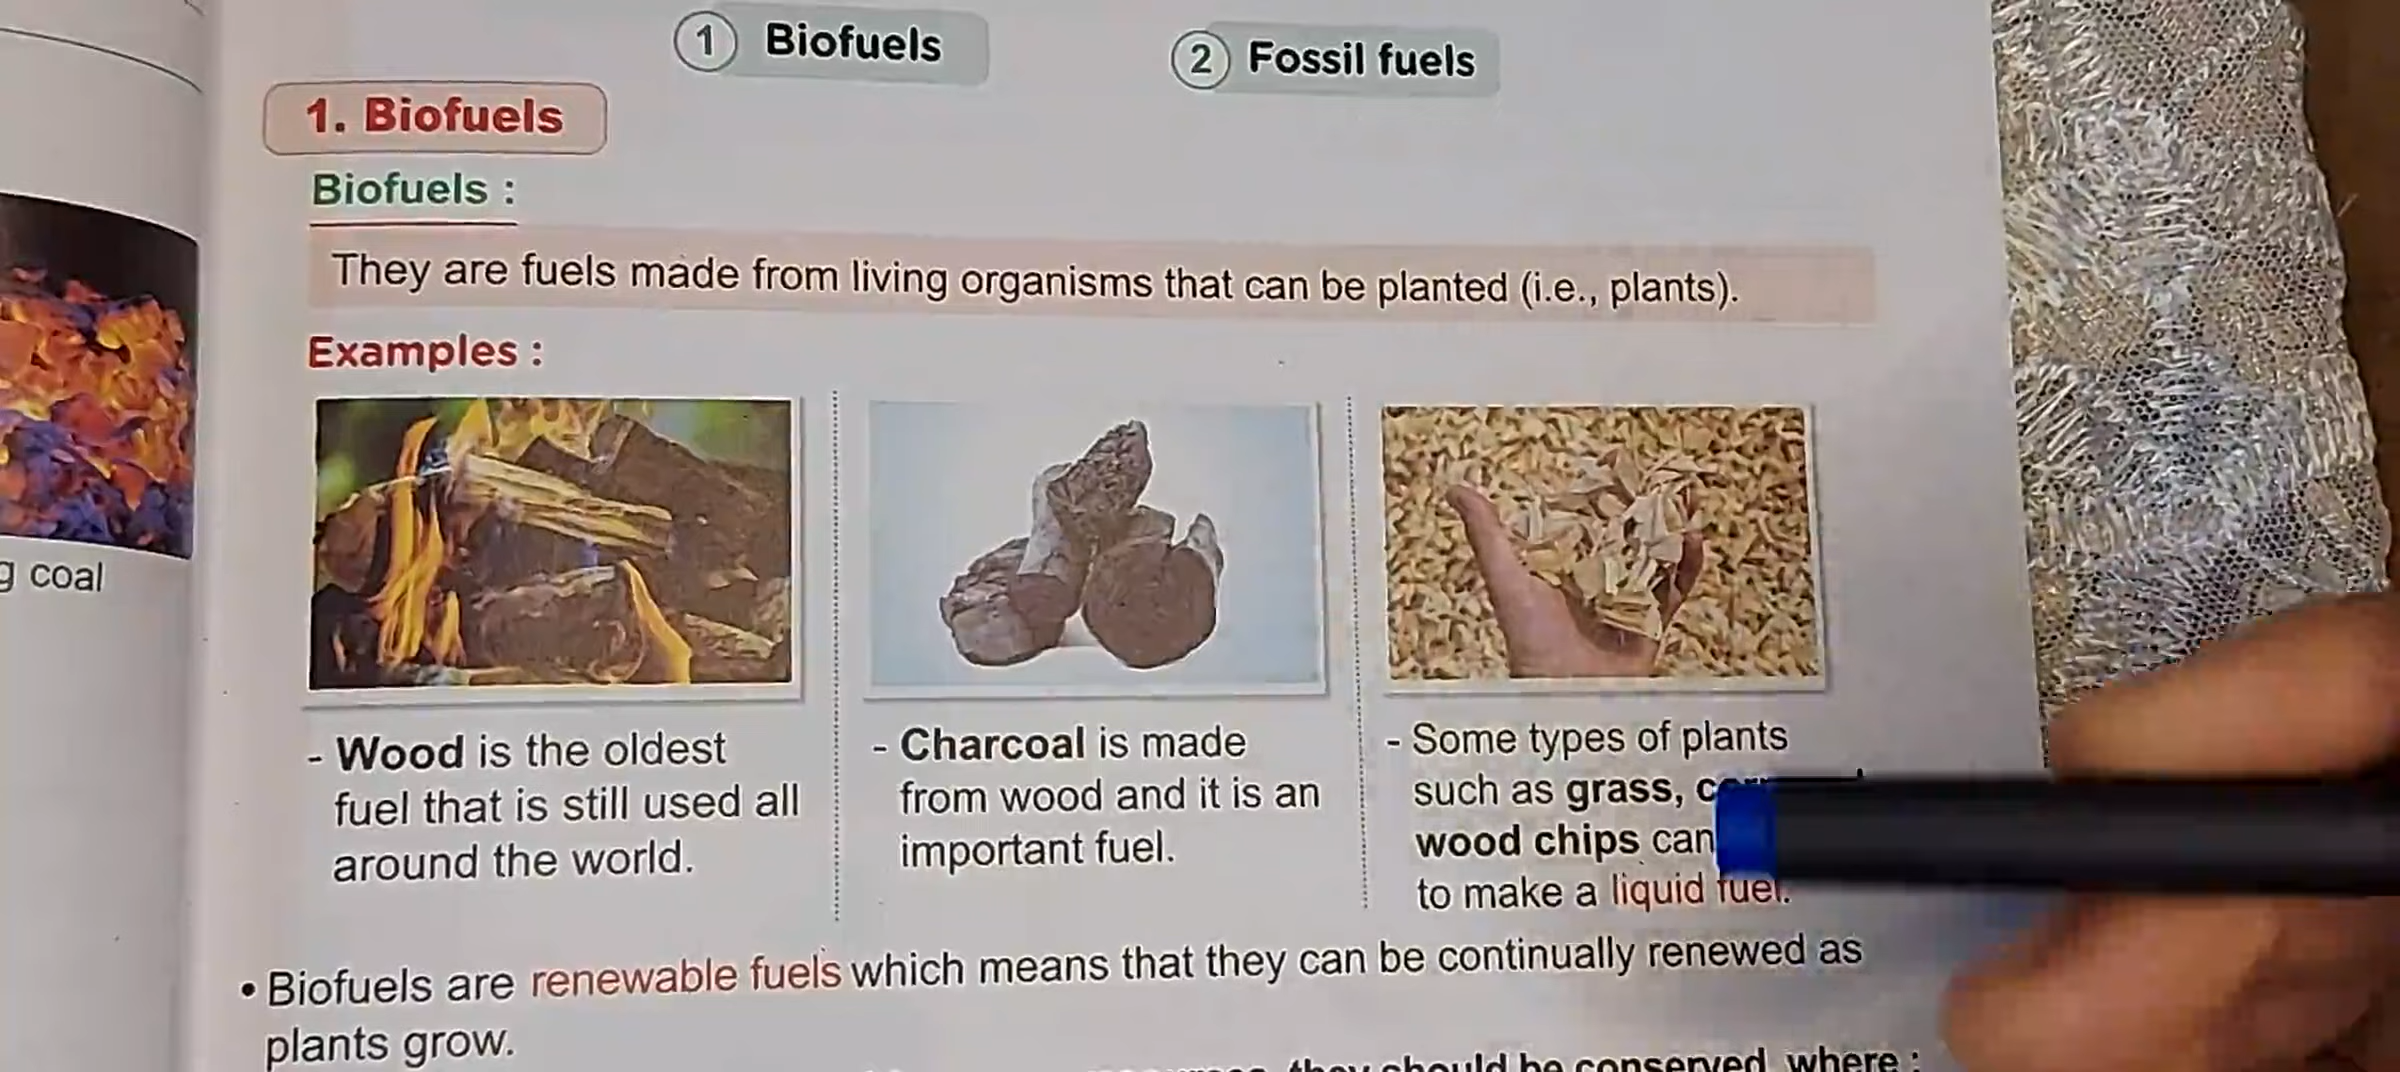 1 Biofuels
2 Fossil fuels
1. Biofuels
Biofuels :
They are fuels made from living organisms that can be planted (i.e., plants).
Examples :
g coal
- Wood is the oldest
fuel that is still used all
around the world.
- Charcoal is made
from wood and it is an
important fuel.
- Some types of plants
such as grass,
wood chips can
to make a liquid fuel.
• Biofuels are renewable fuels which means that they can be continually renewed as
plants grow.
they should be conserved, where :